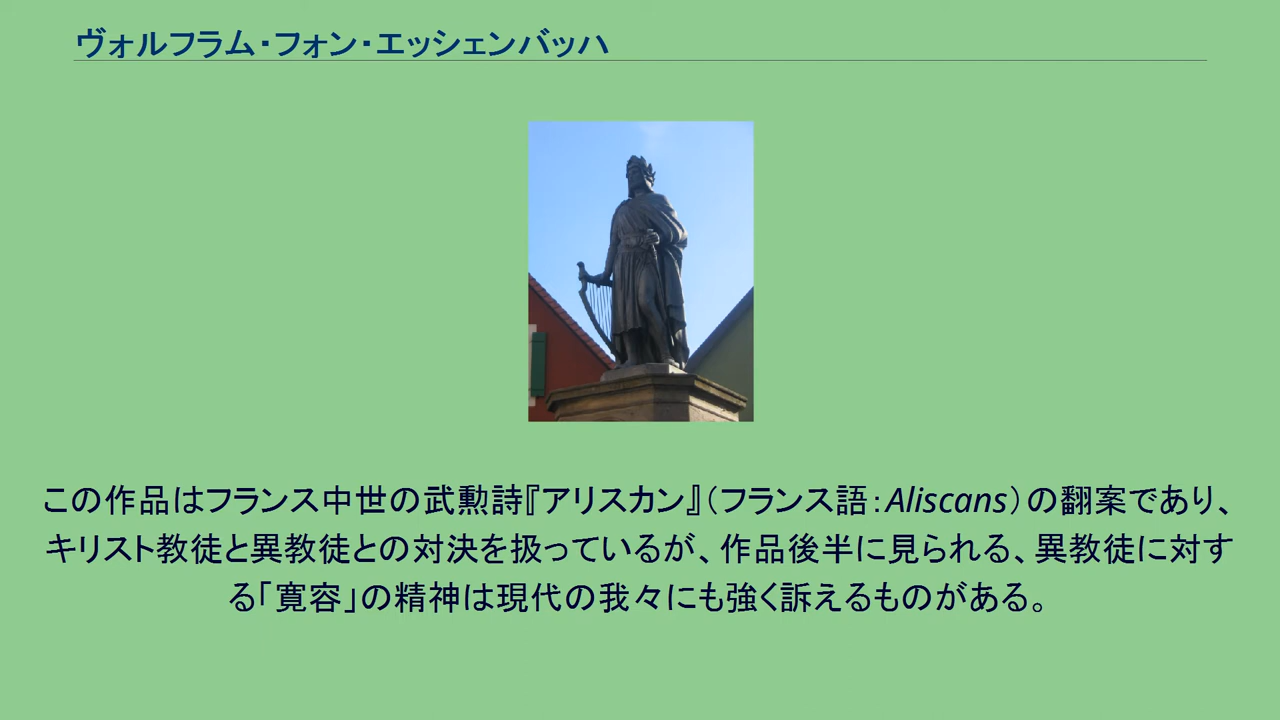 ヴォルフラム・フォン・エッシェンバッハ
この作品はフランス中世の武勲詩『アリスカン』（フランス語：Aliscans）の翻案であり、
キリスト教徒と異教徒との対決を扱っているが、作品後半に見られる、異教徒に対す
る「寛容」の精神は現代の我々にも強く訴えるものがある。